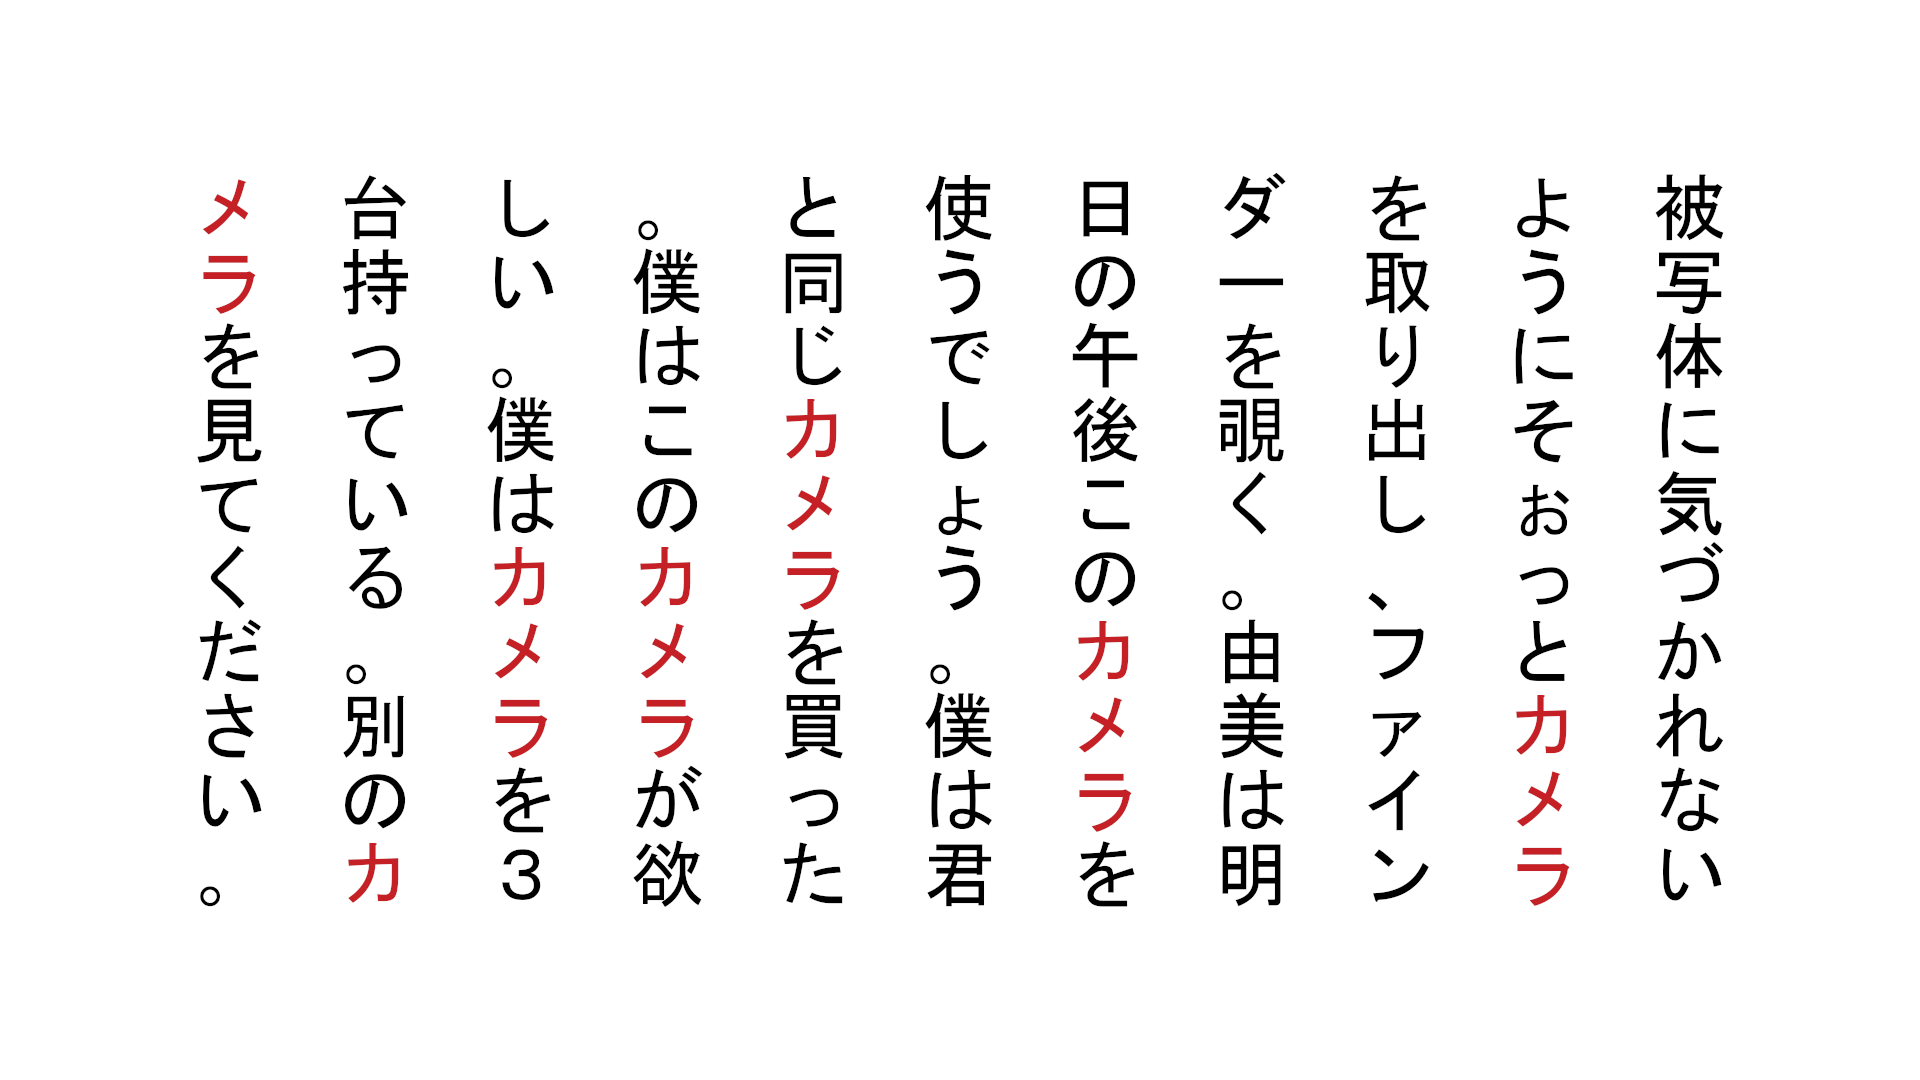 被写体に気づかれない
ようにそぉっとカメラ
を取り出し、ファイン
ダーを覗く。由美は明
日の午後このカメラを
使うでしょう。僕は君
と同じカメラを買った
。僕はこのカメラが欲
しい。僕はカメラを3
台持っている。別のカ
メラを見てください。